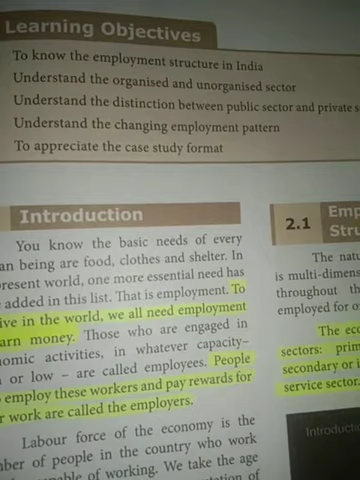 Learning Objectives
To know the employment structure in India
Understand the organised and unorganised sector
Understand the distinction between public sector and private s
Understand the changing employment pattern
To appreciate the case study format
Introduction
You know the basic needs of every
an being are food, clothes and shelter. In
present world, one more essential need has
added in this list. That is employment. To
ive in the world, we all need employment
arn money. Those who are engaged in
nomic activities, in whatever capacity–
or low – are called employees. People
employ these workers and pay rewards for
r work are called the employers.
Labour force of the economy is the
ber of people in the country who work
capable of working. We take the age
of
2.1 Emp
Stru
The natu
is multi-dimens
throughout th
employed for o
The eco
sectors: prim
secondary or i
service sector.
Introducti